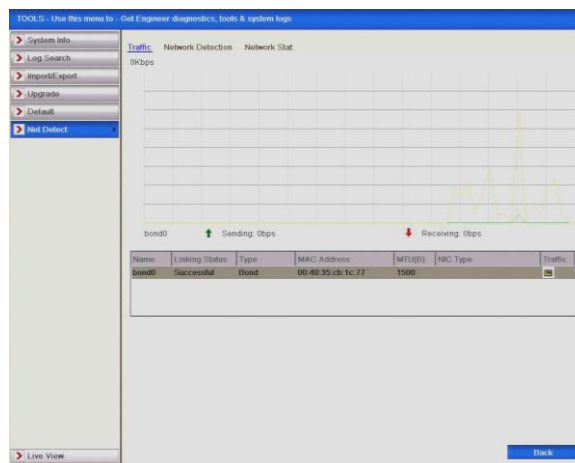 TOOLS - Use this menu to - Get Engineer diagnostics, tools & system logs
System Info
Log Search
Import/Export
Upgrade
Default
Net Detect
Live View
Traffic Network Detection Network Stat.
8Kbps
bond0 Sending: 0bps Receiving: 0bps
Name Linking Status Type MAC Address MTU(B) NIC Type Traffic
bond0 Successful Bond 00:40:35:cb:1c:77 1500
Back